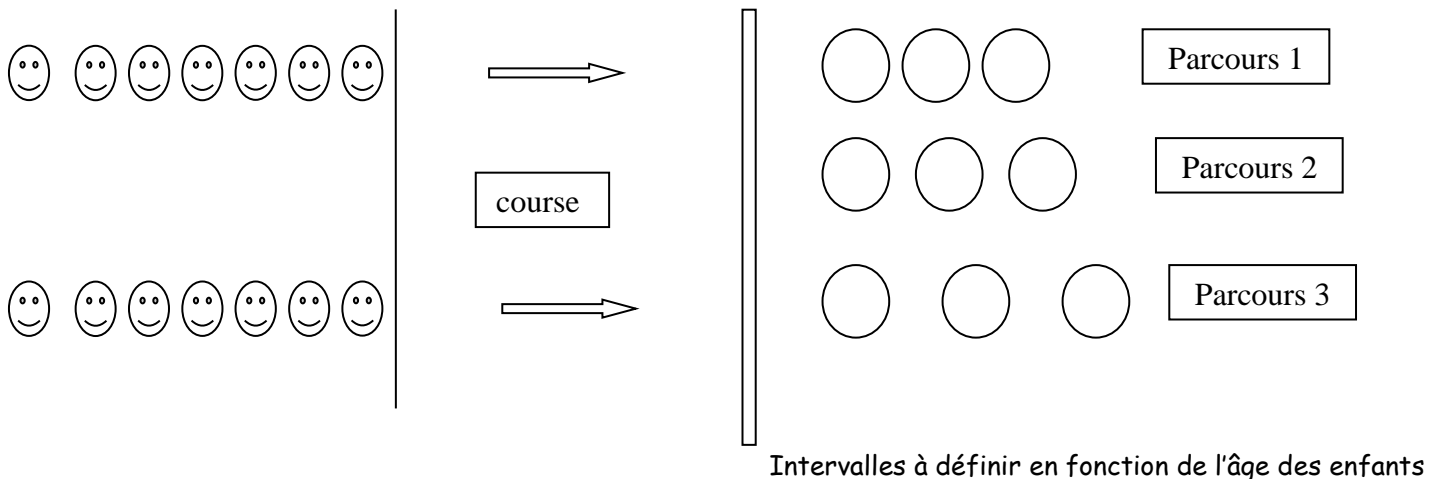 Parcours 1
Parcours 2
course
Parcours 3
Intervalles à définir en fonction de l'âge des enfants